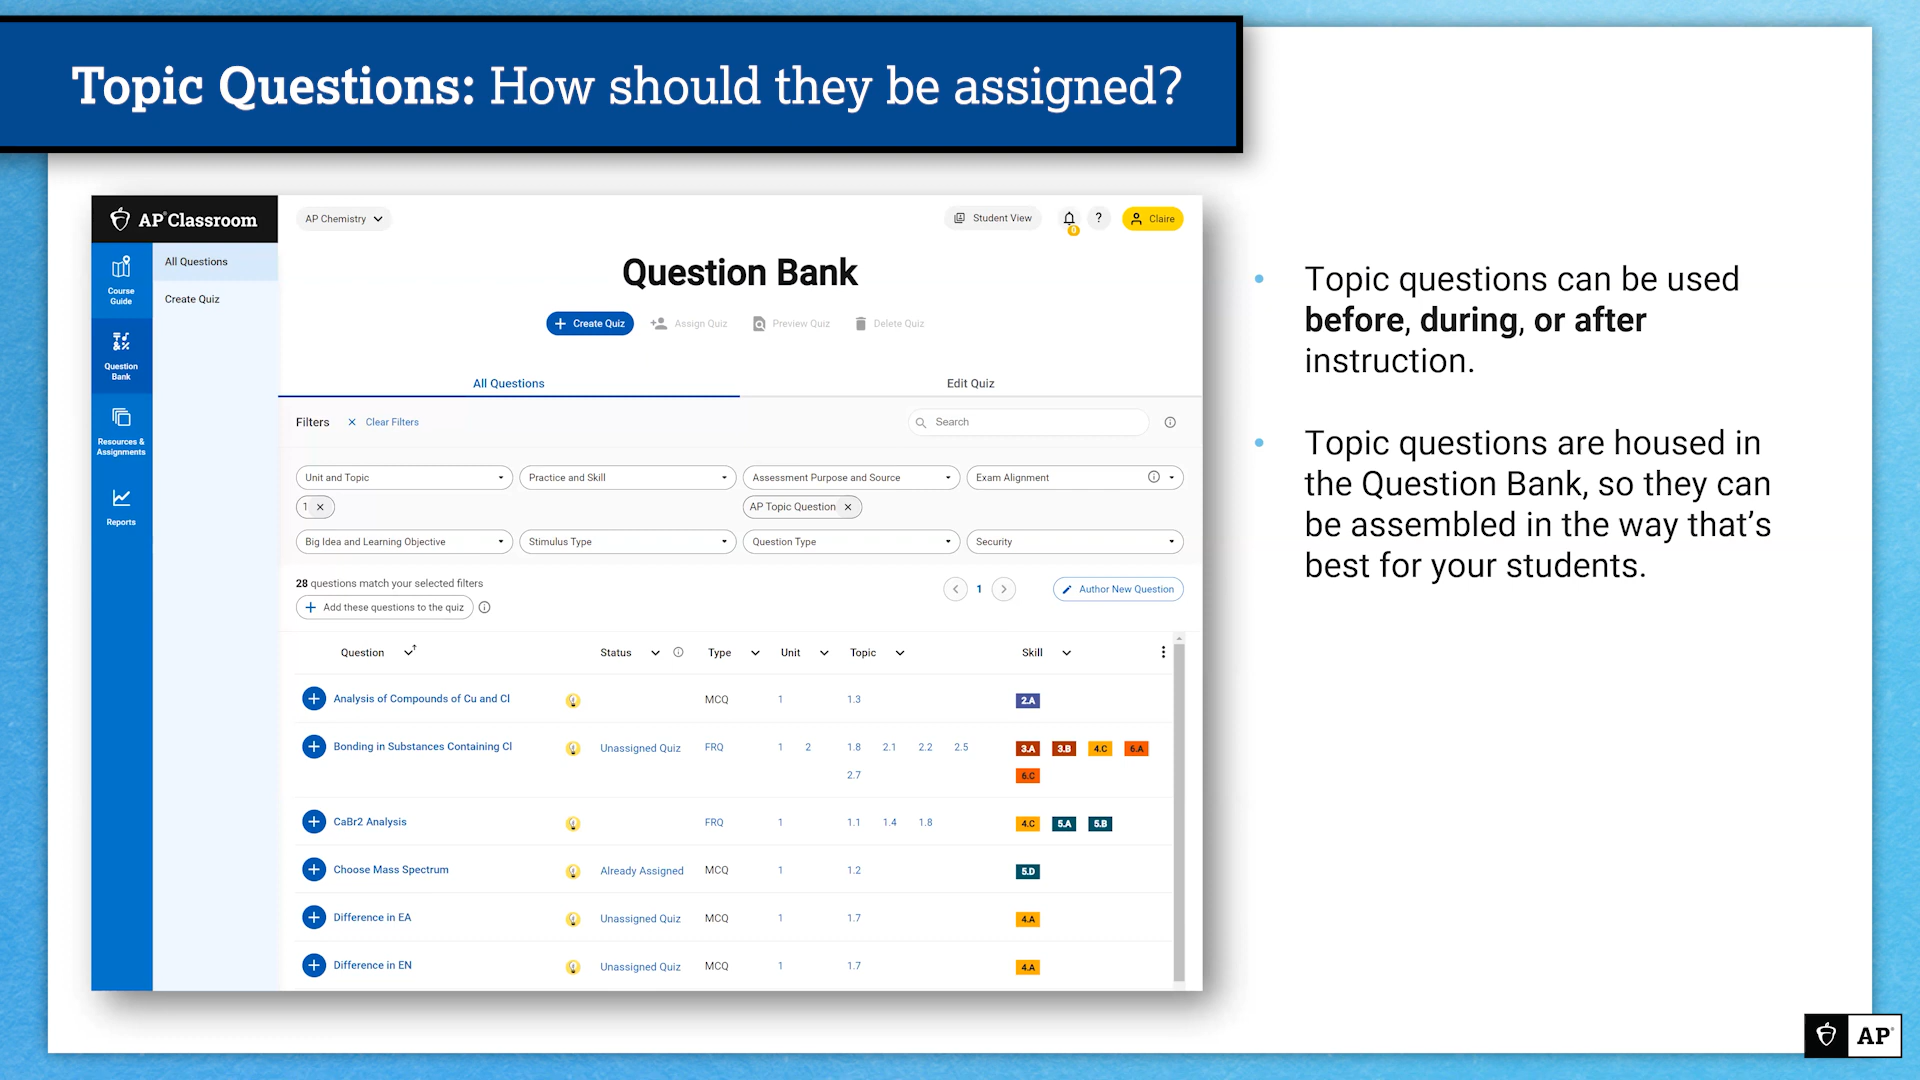 Topic Questions: How should they be assigned?
AP Classroom
AP Chemistry
Student View
0
?
Claire
Course
Guide
Question
Bank
Resources &
Assignments
Reports
All Questions
Create Quiz
Question Bank
Create Quiz
Assign Quiz
Preview Quiz
Delete Quiz
All Questions
Edit Quiz
Filters
Clear Filters
Search
Unit and Topic
Practice and Skill
Assessment Purpose and Source
Exam Alignment
1
AP Topic Question
Big Idea and Learning Objective
Stimulus Type
Question Type
Security
28 questions match your selected filters
1
Author New Question
Add these questions to the quiz
Question Status Type Unit Topic Skill
Analysis of Compounds of Cu and Cl MCQ 1 1.3 2.A
Bonding in Substances Containing Cl Unassigned Quiz FRQ 1 2 1.8 2.1 2.2 2.5 3.A 3.B 4.C 6.A
2.7 6.C
CaBr2 Analysis FRQ 1 1.1 1.4 1.8 4.C 5.A 5.B
Choose Mass Spectrum Already Assigned MCQ 1 1.2 5.D
Difference in EA Unassigned Quiz MCQ 1 1.7 4.A
Difference in EN Unassigned Quiz MCQ 1 1.7 4.A
• Topic questions can be used
before, during, or after
instruction.
• Topic questions are housed in
the Question Bank, so they can
be assembled in the way that’s
best for your students.
AP